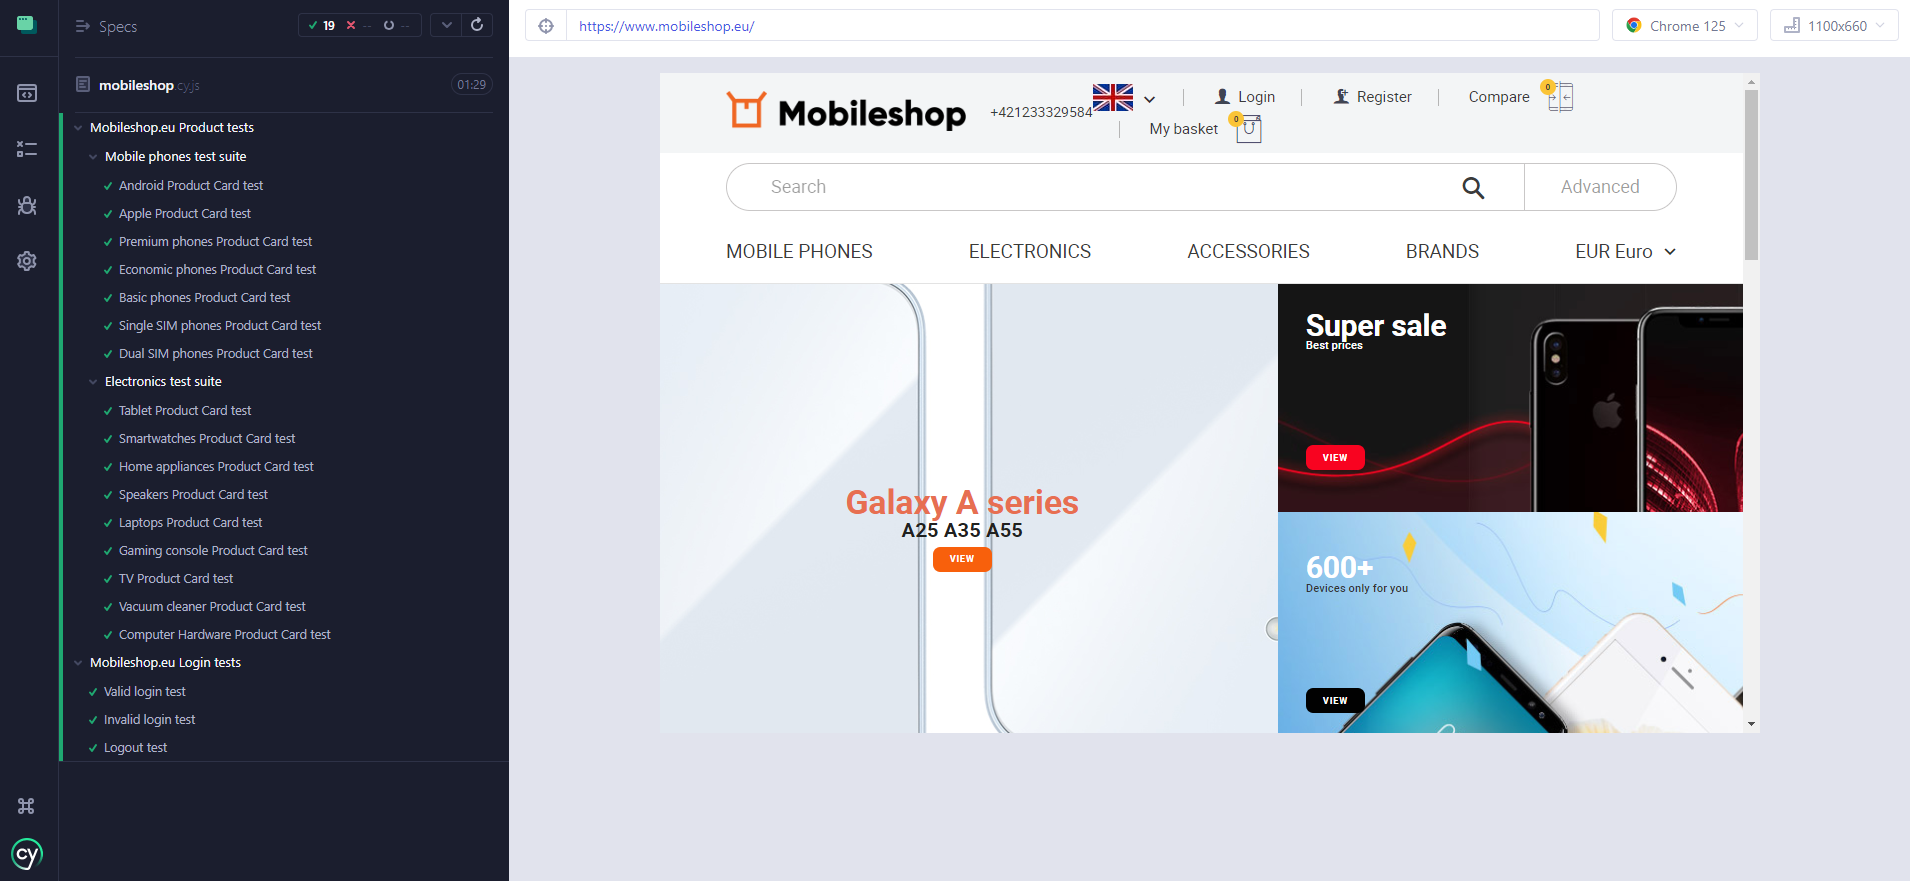 Specs
19 -- --
mobileshop.cy.js
01:29
Mobileshop.eu Product tests
Mobile phones test suite
Android Product Card test
Apple Product Card test
Premium phones Product Card test
Economic phones Product Card test
Basic phones Product Card test
Single SIM phones Product Card test
Dual SIM phones Product Card test
Electronics test suite
Tablet Product Card test
Smartwatches Product Card test
Home appliances Product Card test
Speakers Product Card test
Laptops Product Card test
Gaming console Product Card test
TV Product Card test
Vacuum cleaner Product Card test
Computer Hardware Product Card test
Mobileshop.eu Login tests
Valid login test
Invalid login test
Logout test
cy
https://www.mobileshop.eu/
Chrome 125
1100x660
Mobileshop
+421233329584
Login
Register
Compare
0
My basket
0
Search
Advanced
MOBILE PHONES
ELECTRONICS
ACCESSORIES
BRANDS
EUR Euro
Galaxy A series
A25 A35 A55
VIEW
Super sale
Best prices
VIEW
600+
Devices only for you
VIEW